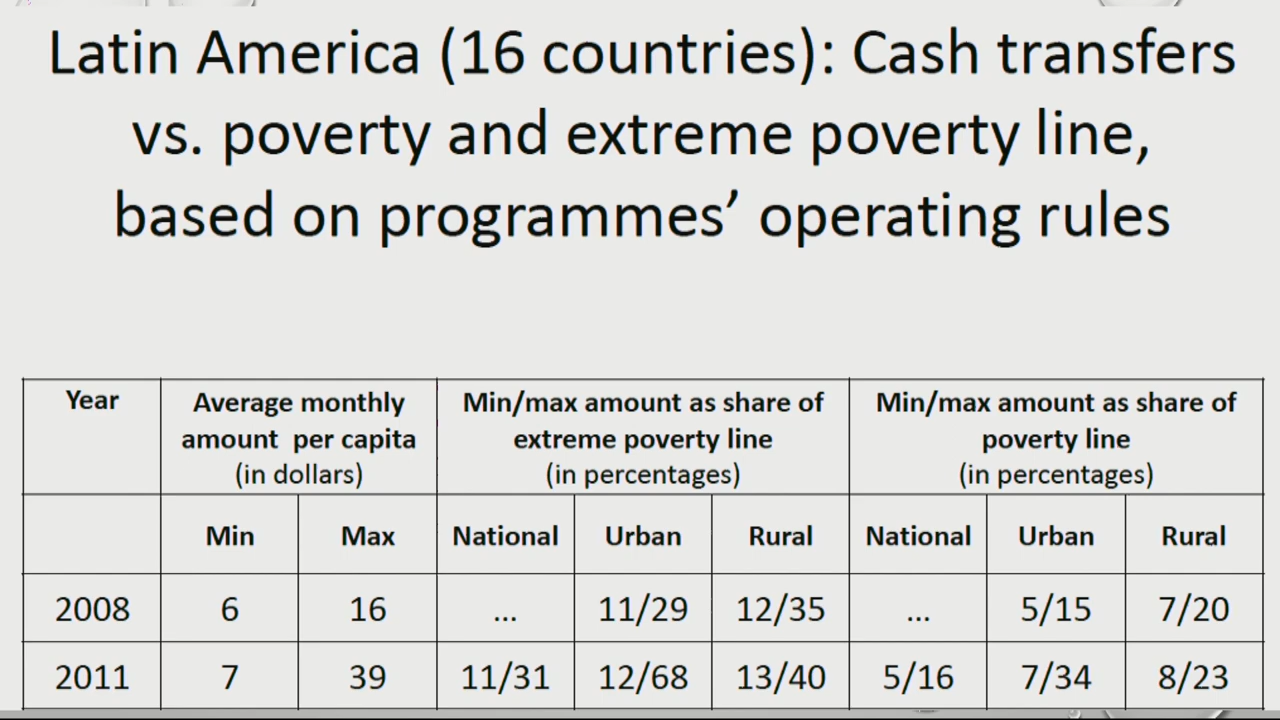 Latin America (16 countries): Cash transfers
vs. poverty and extreme poverty line,
based on programmes’ operating rules
Year
Average monthly
amount per capita
(in dollars)
Min/max amount as share of
extreme poverty line
(in percentages)
Min/max amount as share of
poverty line
(in percentages)
Min Max National Urban Rural National Urban Rural
2008 6 16 ... 11/29 12/35 ... 5/15 7/20
2011 7 39 11/31 12/68 13/40 5/16 7/34 8/23